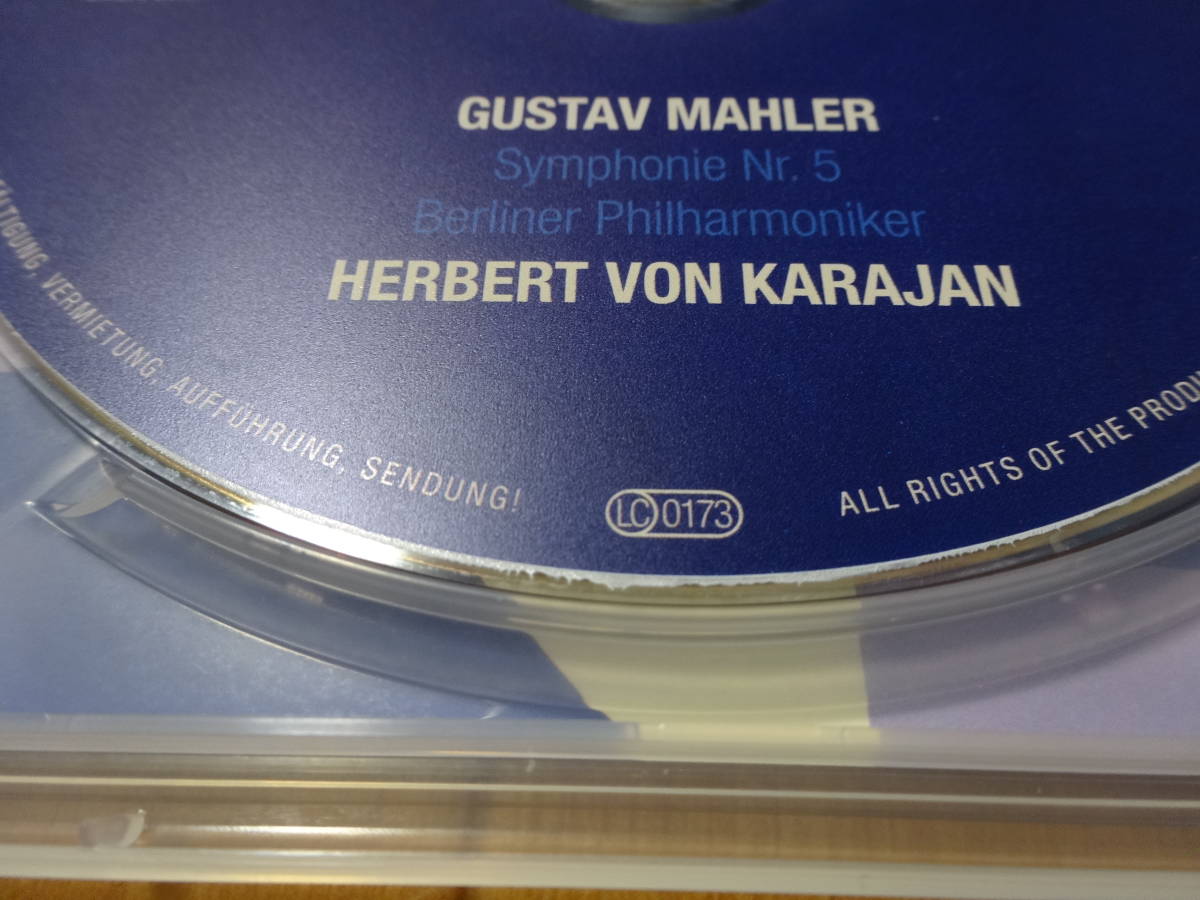 GUSTAV MAHLER
Symphonie Nr. 5
Berliner Philharmoniker
HERBERT VON KARAJAN
VERMIETUNG, AUFFÜHRUNG, SENDUNG!
LC 0173
ALL RIGHTS OF THE